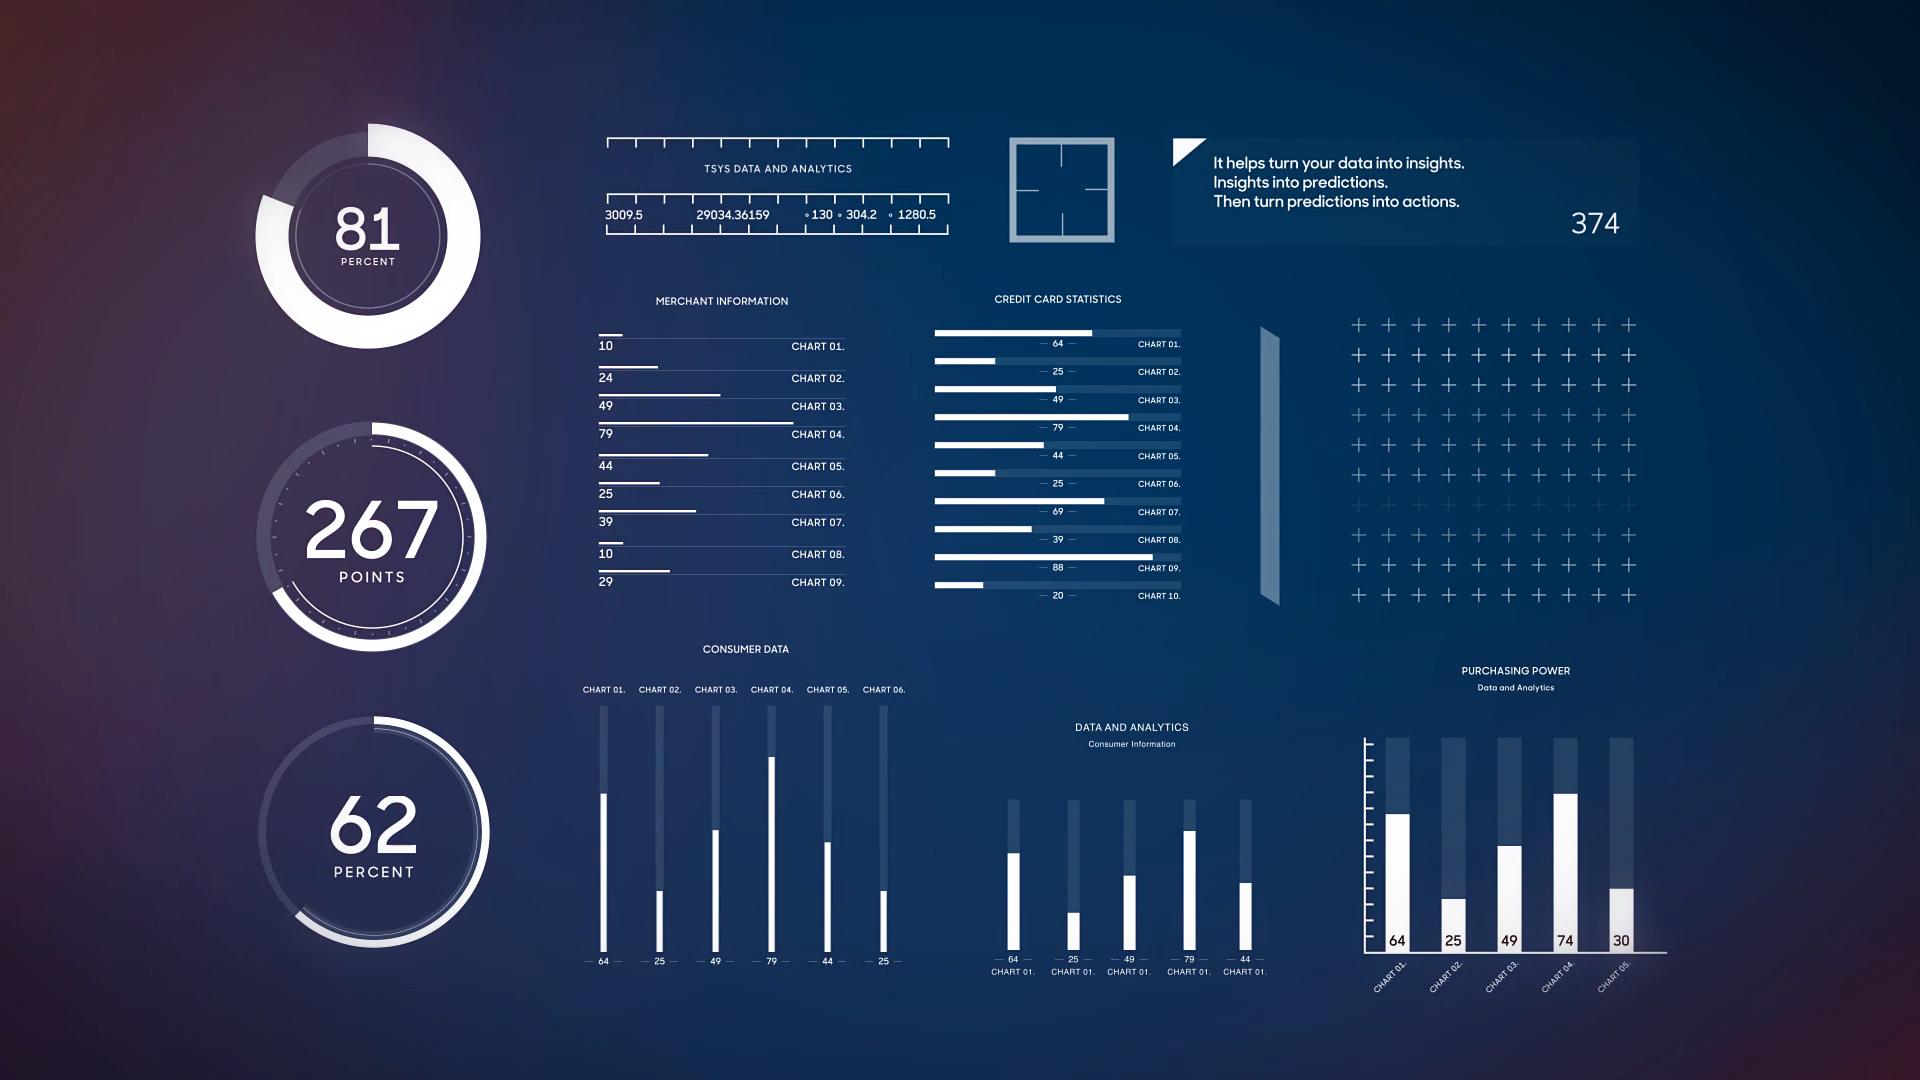 81
PERCENT
TSYS DATA AND ANALYTICS
3009.5 29034.36159 130 304.2 1280.5
It helps turn your data into insights.
Insights into predictions.
Then turn predictions into actions.
374
MERCHANT INFORMATION
10 CHART 01.
24 CHART 02.
49 CHART 03.
79 CHART 04.
44 CHART 05.
25 CHART 06.
39 CHART 07.
10 CHART 08.
29 CHART 09.
CREDIT CARD STATISTICS
64 CHART 01.
25 CHART 02.
49 CHART 03.
79 CHART 04.
44 CHART 05.
25 CHART 06.
69 CHART 07.
39 CHART 08.
88 CHART 09.
20 CHART 10.
267
POINTS
62
PERCENT
CONSUMER DATA
CHART 01. CHART 02. CHART 03. CHART 04. CHART 05. CHART 06.
64 25 49 79 44 25
DATA AND ANALYTICS
Consumer Information
64 25 49 79 44
CHART 01. CHART 01. CHART 01. CHART 01. CHART 01.
PURCHASING POWER
Data and Analytics
64 25 49 74 30
CHART 01. CHART 02. CHART 03. CHART 04. CHART 05.